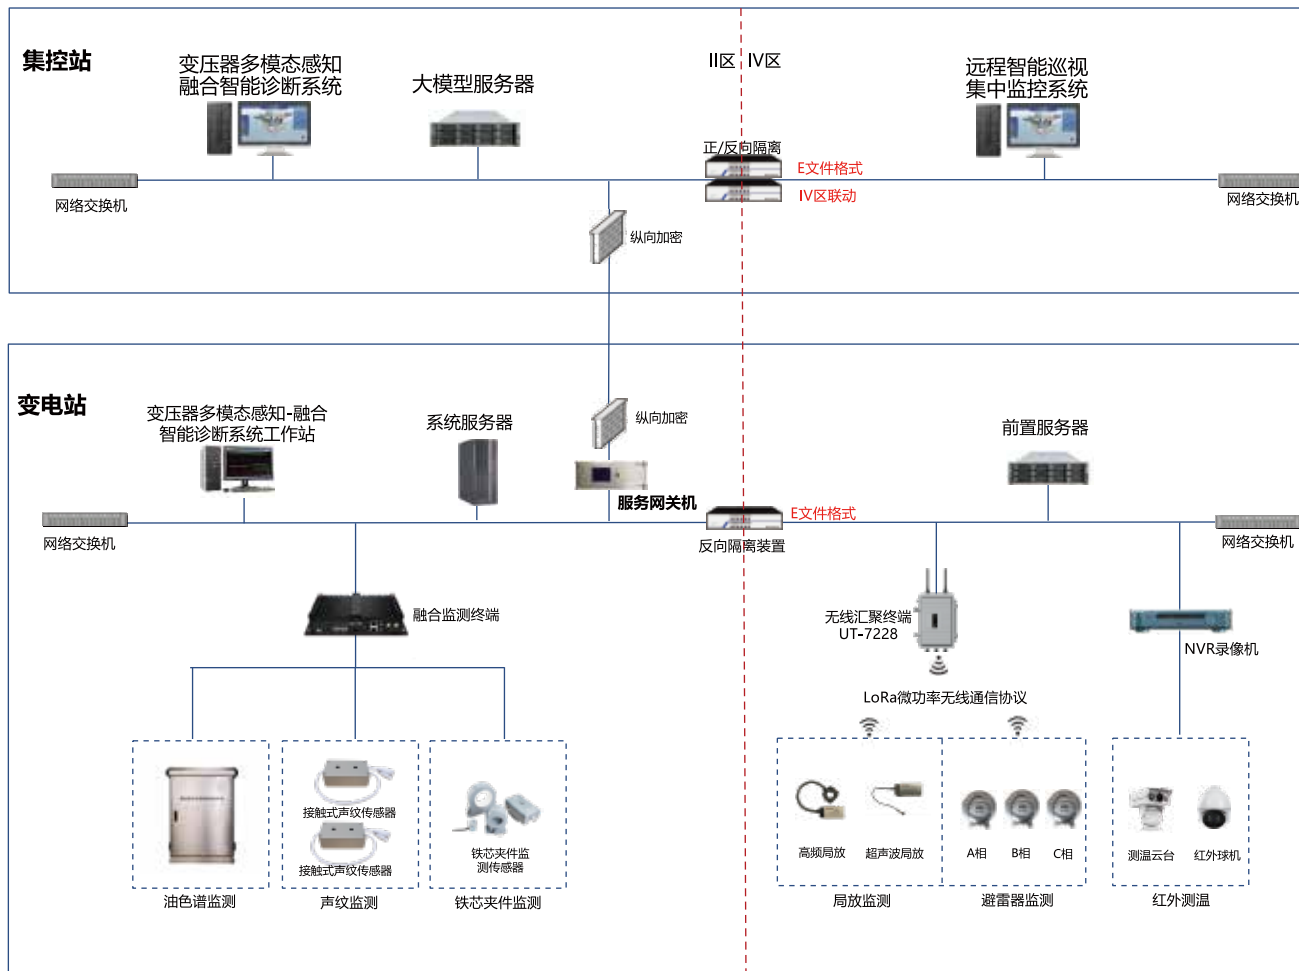 集控站
变压器多模态感知
融合智能诊断系统
大模型服务器
II区
IV区
远程智能巡视
集中监控系统
正/反向隔离
E文件格式
IV区联动
网络交换机
网络交换机
纵向加密
变电站
变压器多模态感知-融合
智能诊断系统工作站
系统服务器
纵向加密
前置服务器
服务网关机
E文件格式
网络交换机
反向隔离装置
网络交换机
融合监测终端
无线汇聚终端
UT-7228
NVR录像机
LoRa微功率无线通信协议
接触式声纹传感器
接触式声纹传感器
铁芯夹件监
测传感器
高频局放
超声波局放
A相
B相
C相
测温云台
红外球机
油色谱监测
声纹监测
铁芯夹件监测
局放监测
避雷器监测
红外测温